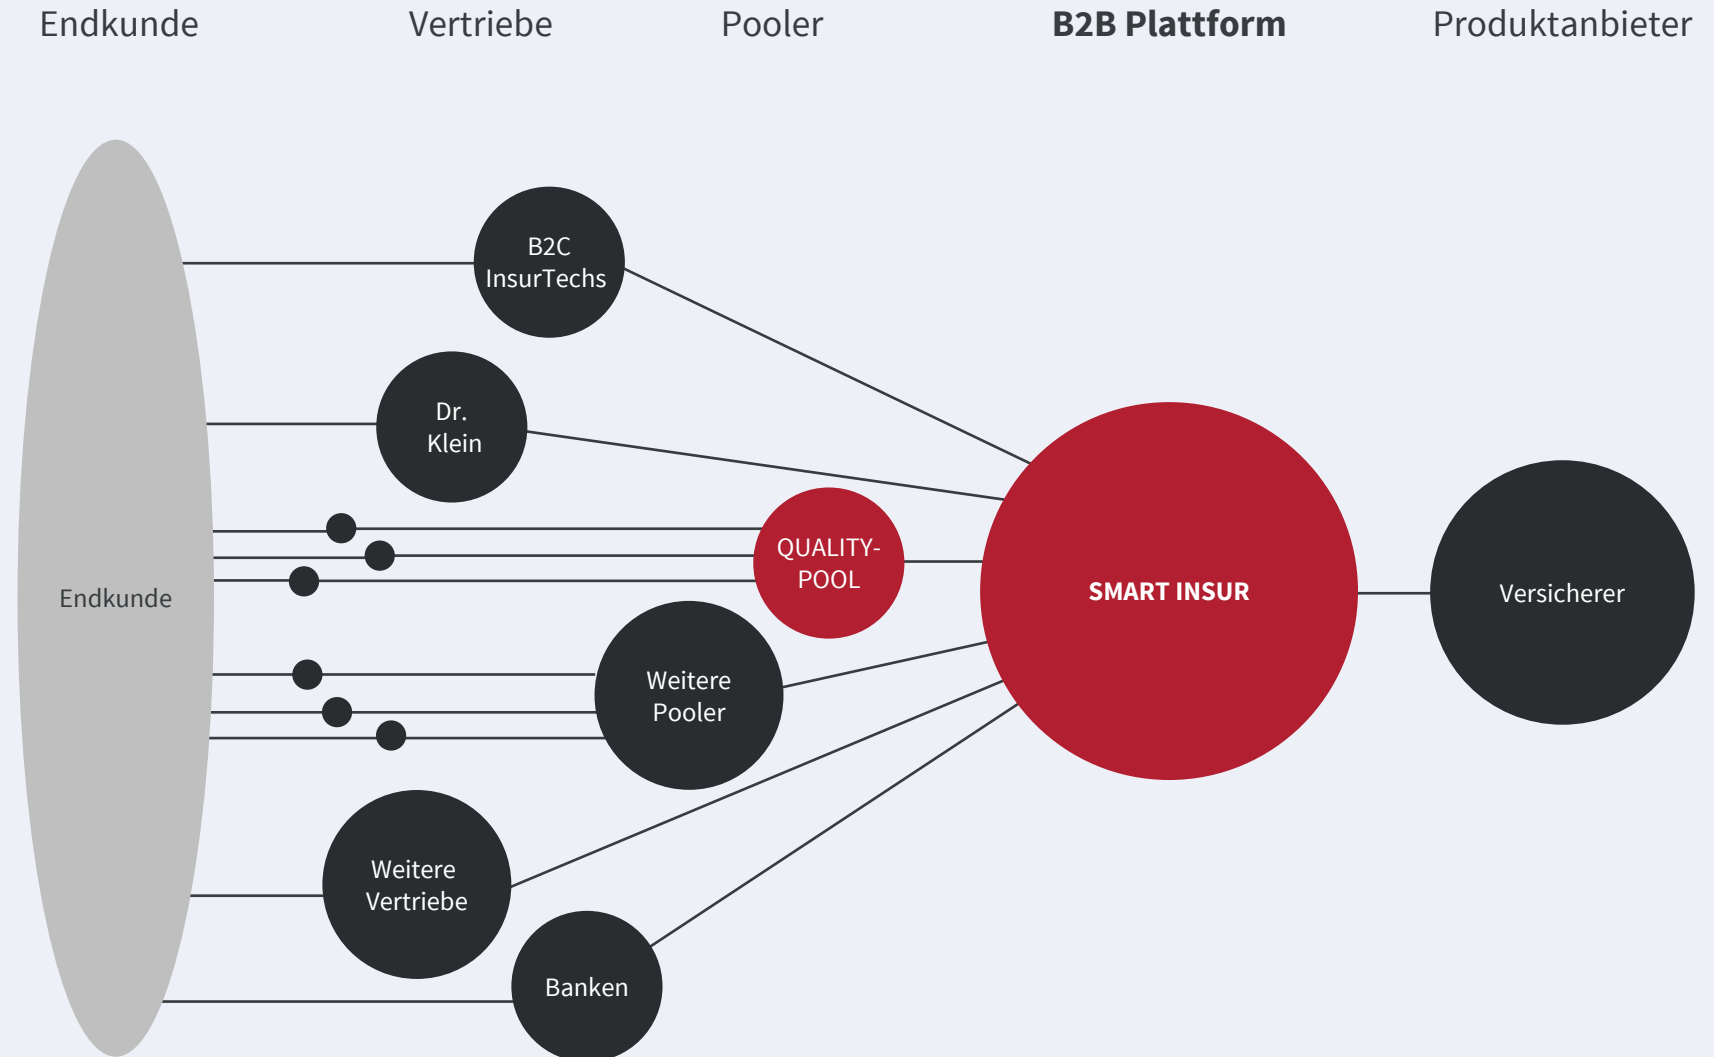 Endkunde
Vertriebe
Pooler
B2B Plattform
Produktanbieter
B2C
InsurTechs
Dr.
Klein
QUALITY-
POOL
Endkunde
SMART INSUR
Versicherer
Weitere
Pooler
Weitere
Vertriebe
Banken